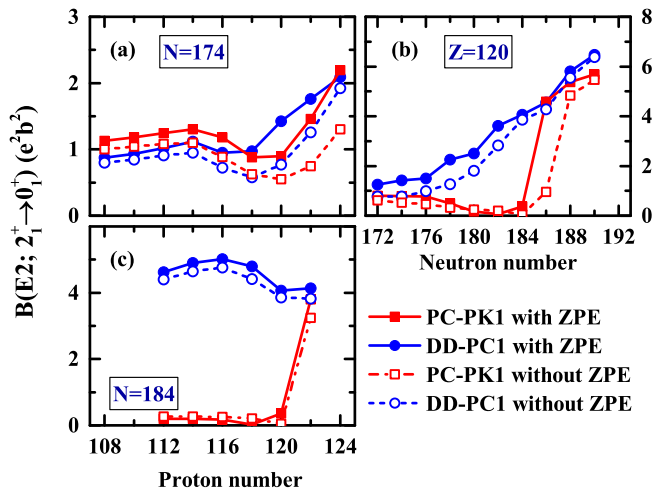 (a)
N=174
(b)
Z=120
3
2
1
0
8
6
4
2
0
172 176 180 184 188 192
Neutron number
B(E2; 2₁⁺→0₁⁺) (e²b²)
(c)
N=184
6
4
2
0
108 112 116 120 124
Proton number
PC-PK1 with ZPE
DD-PC1 with ZPE
PC-PK1 without ZPE
DD-PC1 without ZPE